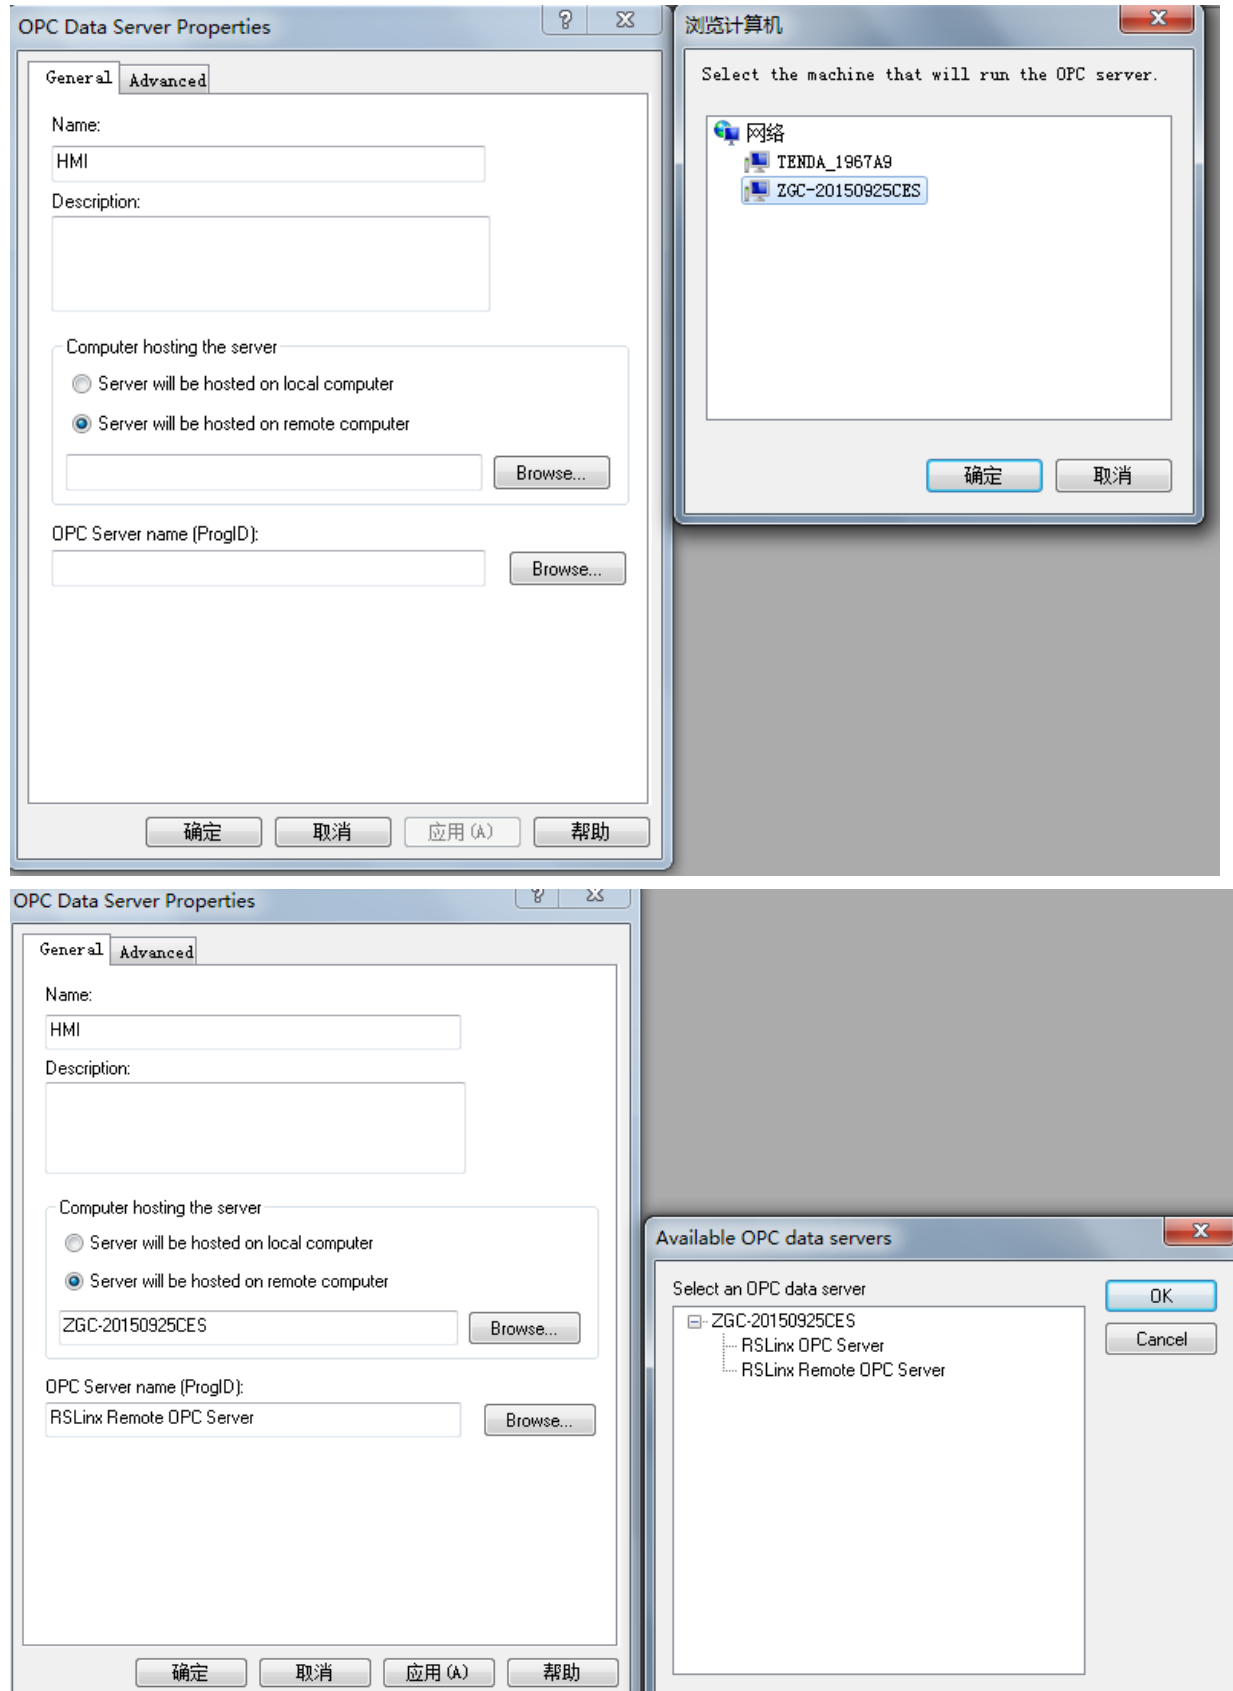 OPC Data Server Properties
General
Advanced
Name:
HMI
Description:
Computer hosting the server
Server will be hosted on local computer
Server will be hosted on remote computer
Browse...
OPC Server name (ProgID):
Browse...
确定
取消
应用(A)
帮助
浏览计算机
Select the machine that will run the OPC server.
网络
TENDA_1967A9
ZGC-20150925CES
确定
取消
OPC Data Server Properties
General
Advanced
Name:
HMI
Description:
Computer hosting the server
Server will be hosted on local computer
Server will be hosted on remote computer
ZGC-20150925CES
Browse...
OPC Server name (ProgID):
RSLinx Remote OPC Server
Browse...
确定
取消
应用(A)
帮助
Available OPC data servers
Select an OPC data server
ZGC-20150925CES
RSLinx OPC Server
RSLinx Remote OPC Server
OK
Cancel